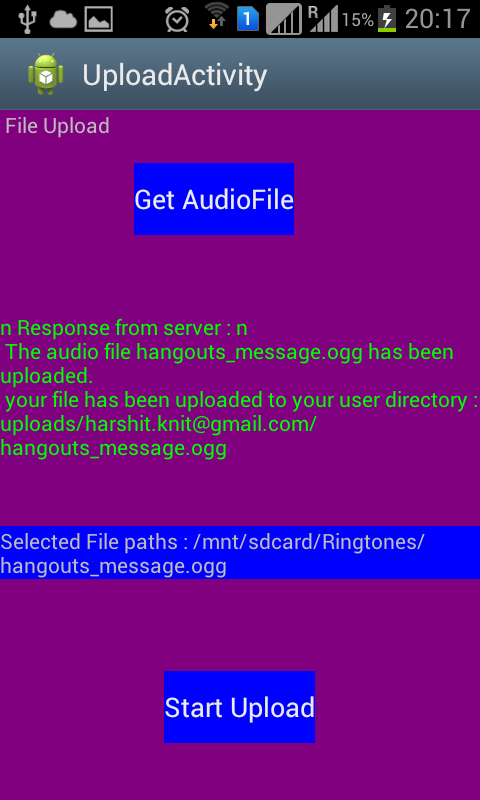 1 R 15% 20:17
UploadActivity
File Upload
Get AudioFile
n Response from server : n
The audio file hangouts_message.ogg has been
uploaded.
your file has been uploaded to your user directory :
uploads/harshit.knit@gmail.com/
hangouts_message.ogg
Selected File paths : /mnt/sdcard/Ringtones/
hangouts_message.ogg
Start Upload